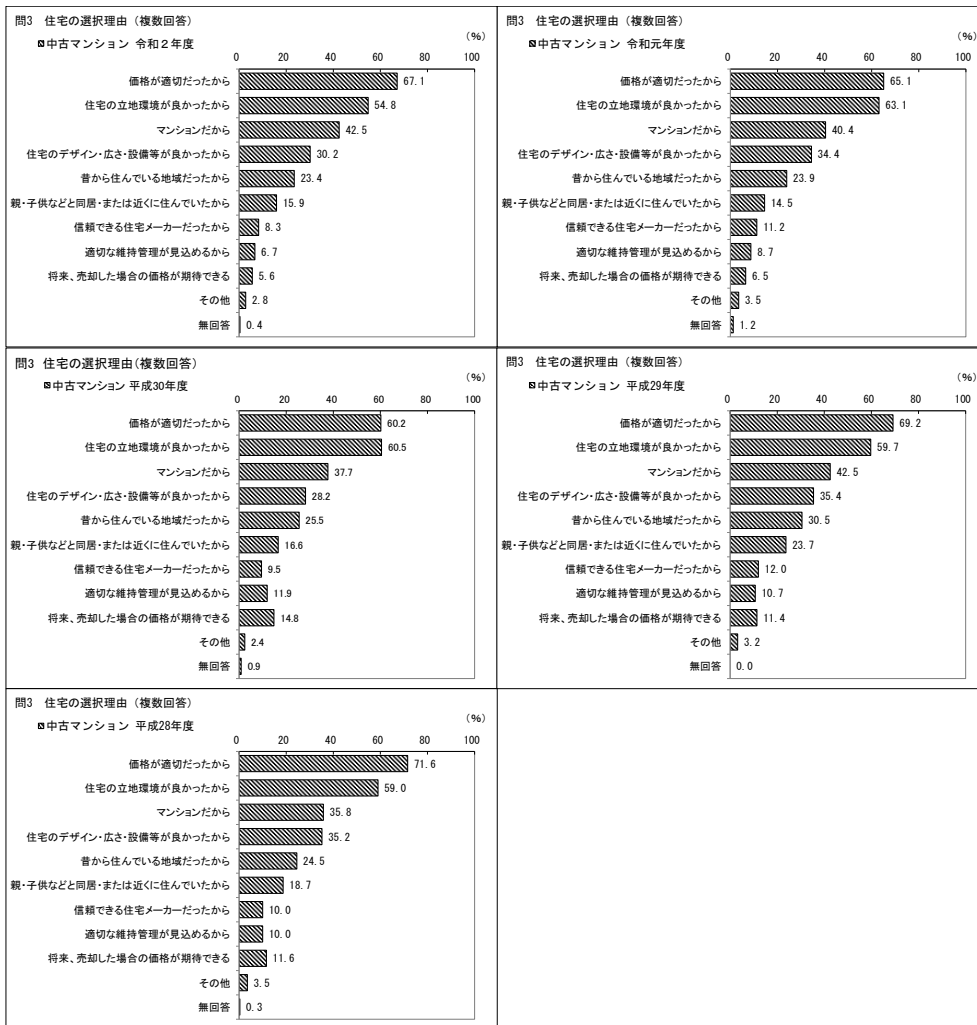 問3　住宅の選択理由（複数回答）
中古マンション 令和２年度
（％）
0 20 40 60 80 100
価格が適切だったから 67.1
住宅の立地環境が良かったから 54.8
マンションだから 42.5
住宅のデザイン・広さ・設備等が良かったから 30.2
昔から住んでいる地域だったから 23.4
親・子供などと同居・または近くに住んでいたから 15.9
信頼できる住宅メーカーだったから 8.3
適切な維持管理が見込めるから 6.7
将来、売却した場合の価格が期待できる 5.6
その他 2.8
無回答 0.4
問3　住宅の選択理由（複数回答）
中古マンション 令和元年度
（％）
0 20 40 60 80 100
価格が適切だったから 65.1
住宅の立地環境が良かったから 63.1
マンションだから 40.4
住宅のデザイン・広さ・設備等が良かったから 34.4
昔から住んでいる地域だったから 23.9
親・子供などと同居・または近くに住んでいたから 14.5
信頼できる住宅メーカーだったから 11.2
適切な維持管理が見込めるから 8.7
将来、売却した場合の価格が期待できる 6.5
その他 3.5
無回答 1.2
問3 住宅の選択理由（複数回答）
中古マンション 平成30年度
（％）
0 20 40 60 80 100
価格が適切だったから 60.2
住宅の立地環境が良かったから 60.5
マンションだから 37.7
住宅のデザイン・広さ・設備等が良かったから 28.2
昔から住んでいる地域だったから 25.5
親・子供などと同居・または近くに住んでいたから 16.6
信頼できる住宅メーカーだったから 9.5
適切な維持管理が見込めるから 11.9
将来、売却した場合の価格が期待できる 14.8
その他 2.4
無回答 0.9
問3　住宅の選択理由（複数回答）
中古マンション 平成29年度
（％）
0 20 40 60 80 100
価格が適切だったから 69.2
住宅の立地環境が良かったから 59.7
マンションだから 42.5
住宅のデザイン・広さ・設備等が良かったから 35.4
昔から住んでいる地域だったから 30.5
親・子供などと同居・または近くに住んでいたから 23.7
信頼できる住宅メーカーだったから 12.0
適切な維持管理が見込めるから 10.7
将来、売却した場合の価格が期待できる 11.4
その他 3.2
無回答 0.0
問3　住宅の選択理由（複数回答）
中古マンション 平成28年度
（％）
0 20 40 60 80 100
価格が適切だったから 71.6
住宅の立地環境が良かったから 59.0
マンションだから 35.8
住宅のデザイン・広さ・設備等が良かったから 35.2
昔から住んでいる地域だったから 24.5
親・子供などと同居・または近くに住んでいたから 18.7
信頼できる住宅メーカーだったから 10.0
適切な維持管理が見込めるから 10.0
将来、売却した場合の価格が期待できる 11.6
その他 3.5
無回答 0.3